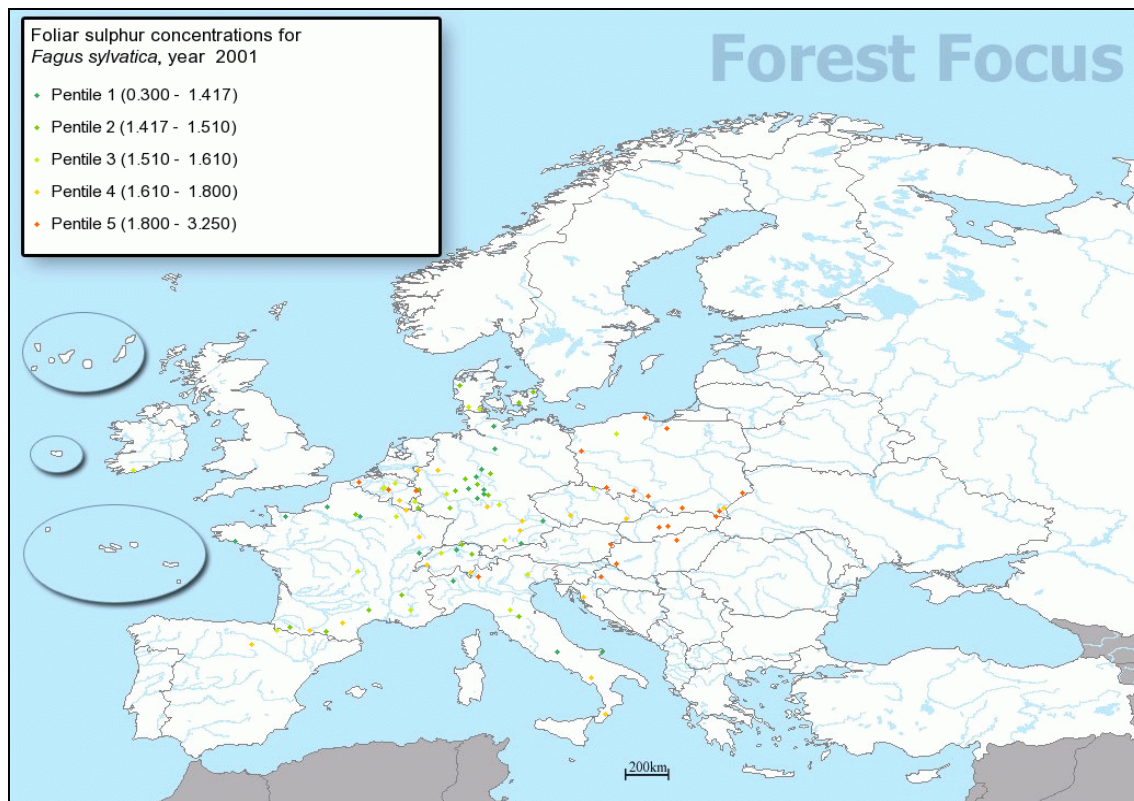 Foliar sulphur concentrations for
Fagus sylvatica, year 2001
Pentile 1 (0.300 - 1.417)
Pentile 2 (1.417 - 1.510)
Pentile 3 (1.510 - 1.610)
Pentile 4 (1.610 - 1.800)
Pentile 5 (1.800 - 3.250)
Forest Focus
200km